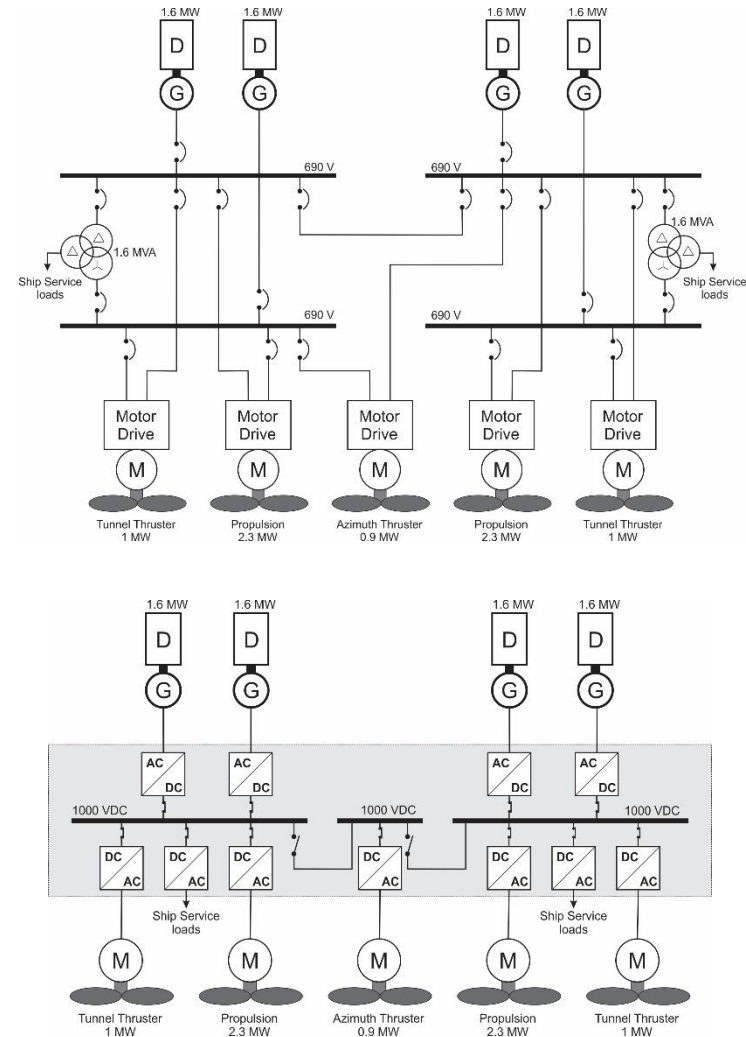 1.6 MW 1.6 MW 1.6 MW 1.6 MW
D D D D
G G G G
690 V 690 V
1.6 MVA 1.6 MVA
Ship Service
loads
Ship Service
loads
690 V 690 V
Motor
Drive
Motor
Drive
Motor
Drive
Motor
Drive
Motor
Drive
M M M M M
Tunnel Thruster
1 MW
Propulsion
2.3 MW
Azimuth Thruster
0.9 MW
Propulsion
2.3 MW
Tunnel Thruster
1 MW
1.6 MW 1.6 MW 1.6 MW 1.6 MW
D D D D
G G G G
AC AC AC AC
DC DC DC DC
1000 VDC 1000 VDC 1000 VDC
DC DC DC DC DC DC DC
AC AC AC AC AC AC AC
Ship Service
loads
Ship Service
loads
M M M M M
Tunnel Thruster
1 MW
Propulsion
2.3 MW
Azimuth Thruster
0.9 MW
Propulsion
2.3 MW
Tunnel Thruster
1 MW